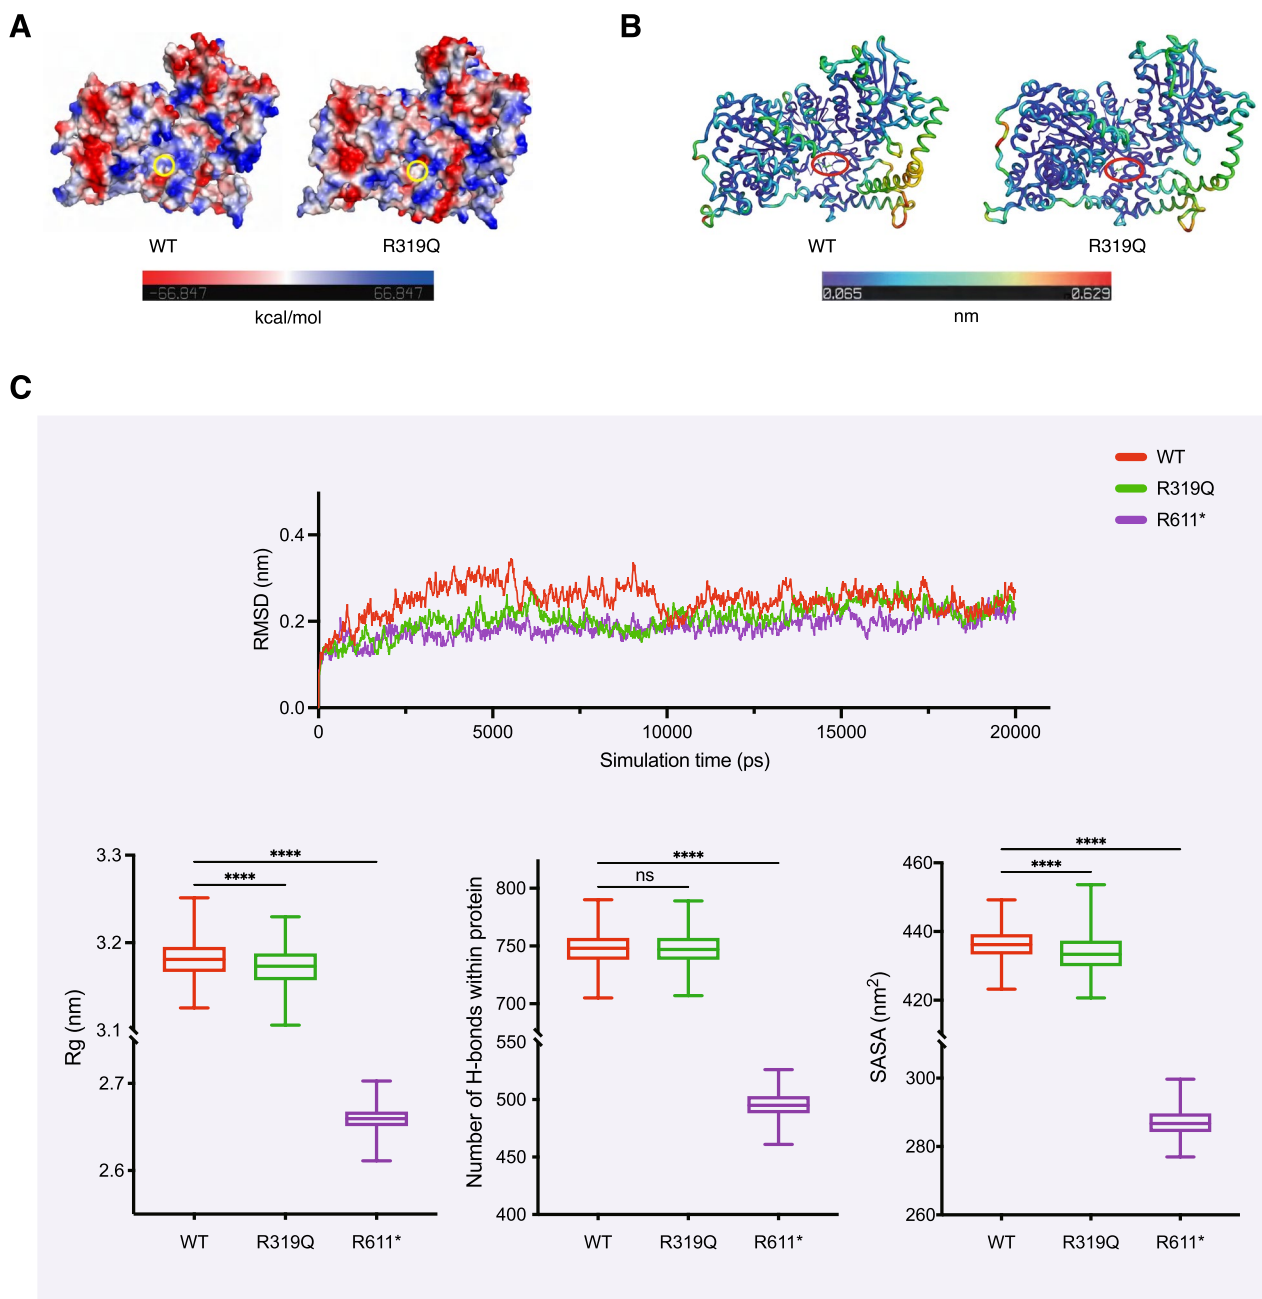 A
B
WT
R319Q
WT
R319Q
-66.847
66.847
0.065
0.629
kcal/mol
nm
C
WT
R319Q
R611*
RMSD (nm)
0.4
0.2
0.0
0
5000
10000
15000
20000
Simulation time (ps)
Rg (nm)
3.3
3.2
3.1
2.7
2.6
****
****
WT
R319Q
R611*
Number of H-bonds within protein
800
750
700
550
500
450
400
****
ns
WT
R319Q
R611*
SASA (nm2)
460
440
420
300
280
260
****
****
WT
R319Q
R611*